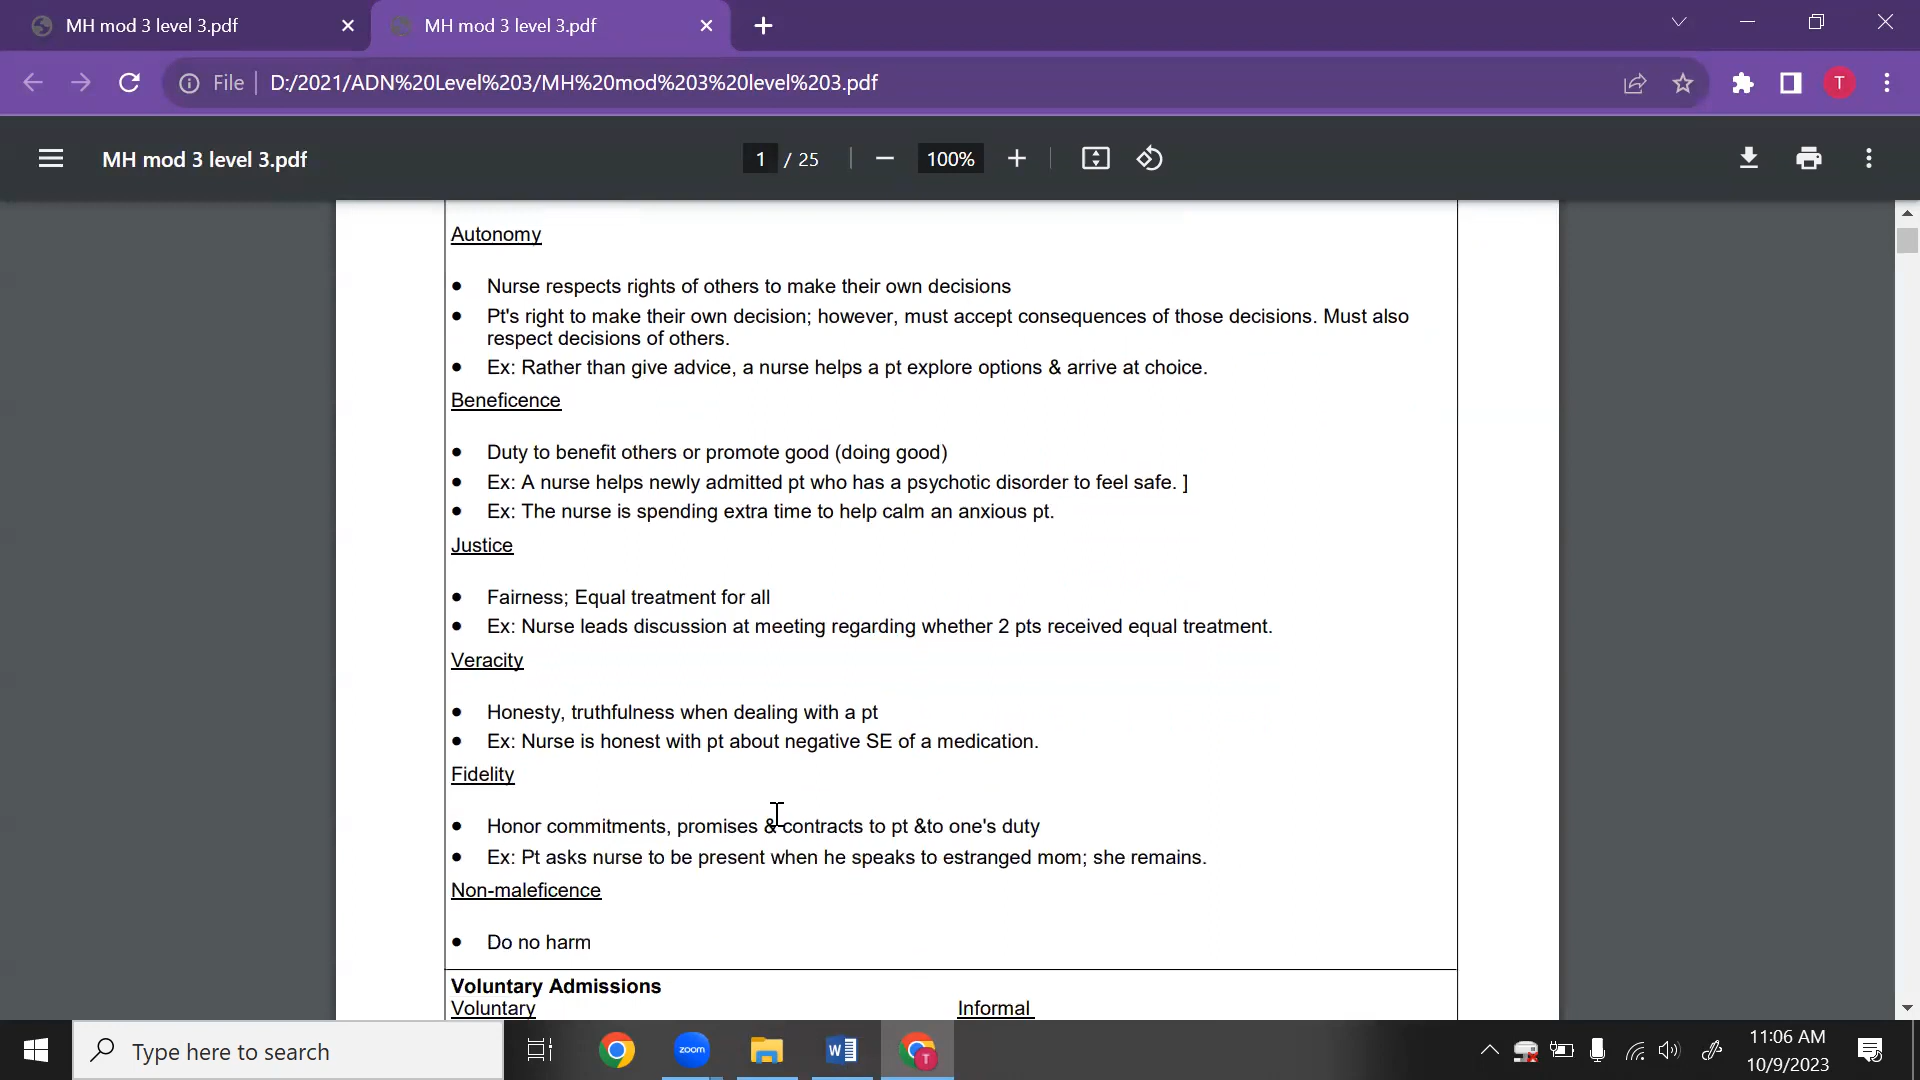 MH mod 3 level 3.pdf
MH mod 3 level 3.pdf
File
D:/2021/ADN%20Level%203/MH%20mod%203%20level%203.pdf
T
MH mod 3 level 3.pdf
1 / 25
100%
Autonomy
• Nurse respects rights of others to make their own decisions
• Pt's right to make their own decision; however, must accept consequences of those decisions. Must also
respect decisions of others.
• Ex: Rather than give advice, a nurse helps a pt explore options & arrive at choice.
Beneficence
• Duty to benefit others or promote good (doing good)
• Ex: A nurse helps newly admitted pt who has a psychotic disorder to feel safe. ]
• Ex: The nurse is spending extra time to help calm an anxious pt.
Justice
• Fairness; Equal treatment for all
• Ex: Nurse leads discussion at meeting regarding whether 2 pts received equal treatment.
Veracity
• Honesty, truthfulness when dealing with a pt
• Ex: Nurse is honest with pt about negative SE of a medication.
Fidelity
• Honor commitments, promises & contracts to pt &to one's duty
• Ex: Pt asks nurse to be present when he speaks to estranged mom; she remains.
Non-maleficence
• Do no harm
Voluntary Admissions
Voluntary Informal
Type here to search
zoom
W
T
11:06 AM
10/9/2023